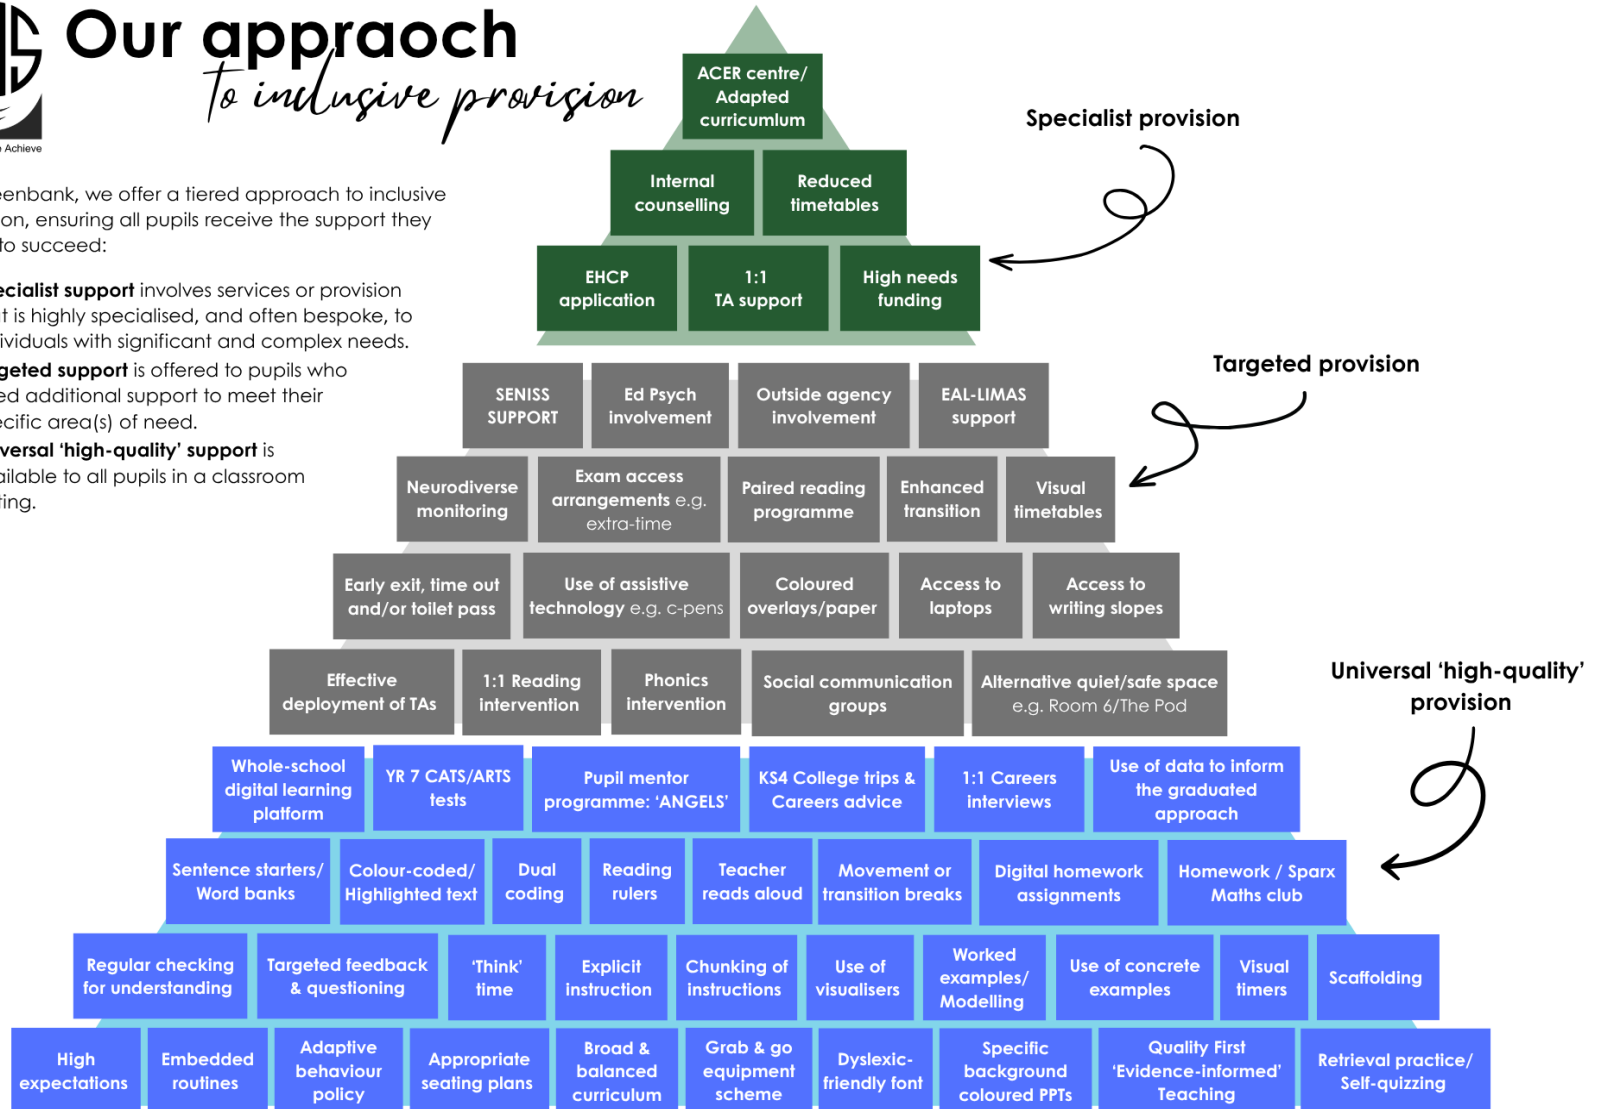 Our appraoch
to inclusive provision
Achieve
we offer a tiered approach to inclusive
ensuring all pupils receive the support they
to succeed:
support involves services or provision
is highly specialised, and often bespoke, to
with significant and complex needs.
support is offered to pupils who
additional support to meet their
area(s) of need.
‘high-quality’ support is
to all pupils in a classroom
Specialist provision
ACER centre/
Adapted
curricumlum
Internal
counselling
Reduced
timetables
EHCP
application
1:1
TA support
High needs
funding
Targeted provision
SENISS
SUPPORT
Ed Psych
involvement
Outside agency
involvement
EAL-LIMAS
support
Neurodiverse
monitoring
Exam access
arrangements e.g.
extra-time
Paired reading
programme
Enhanced
transition
Visual
timetables
Early exit, time out
and/or toilet pass
Use of assistive
technology e.g. c-pens
Coloured
overlays/paper
Access to
laptops
Access to
writing slopes
Effective
deployment of TAs
1:1 Reading
intervention
Phonics
intervention
Social communication
groups
Alternative quiet/safe space
e.g. Room 6/The Pod
Universal ‘high-quality’
provision
Whole-school
digital learning
platform
YR 7 CATS/ARTS
tests
Pupil mentor
programme: ‘ANGELS’
KS4 College trips &
Careers advice
1:1 Careers
interviews
Use of data to inform
the graduated
approach
Sentence starters/
Word banks
Colour-coded/
Highlighted text
Dual
coding
Reading
rulers
Teacher
reads aloud
Movement or
transition breaks
Digital homework
assignments
Homework / Sparx
Maths club
Regular checking
for understanding
Targeted feedback
& questioning
‘Think’
time
Explicit
instruction
Chunking of
instructions
Use of
visualisers
Worked
examples/
Modelling
Use of concrete
examples
Visual
timers
Scaffolding
High
expectations
Embedded
routines
Adaptive
behaviour
policy
Appropriate
seating plans
Broad &
balanced
curriculum
Grab & go
equipment
scheme
Dyslexic-
friendly font
Specific
background
coloured PPTs
Quality First
‘Evidence-informed’
Teaching
Retrieval practice/
Self-quizzing